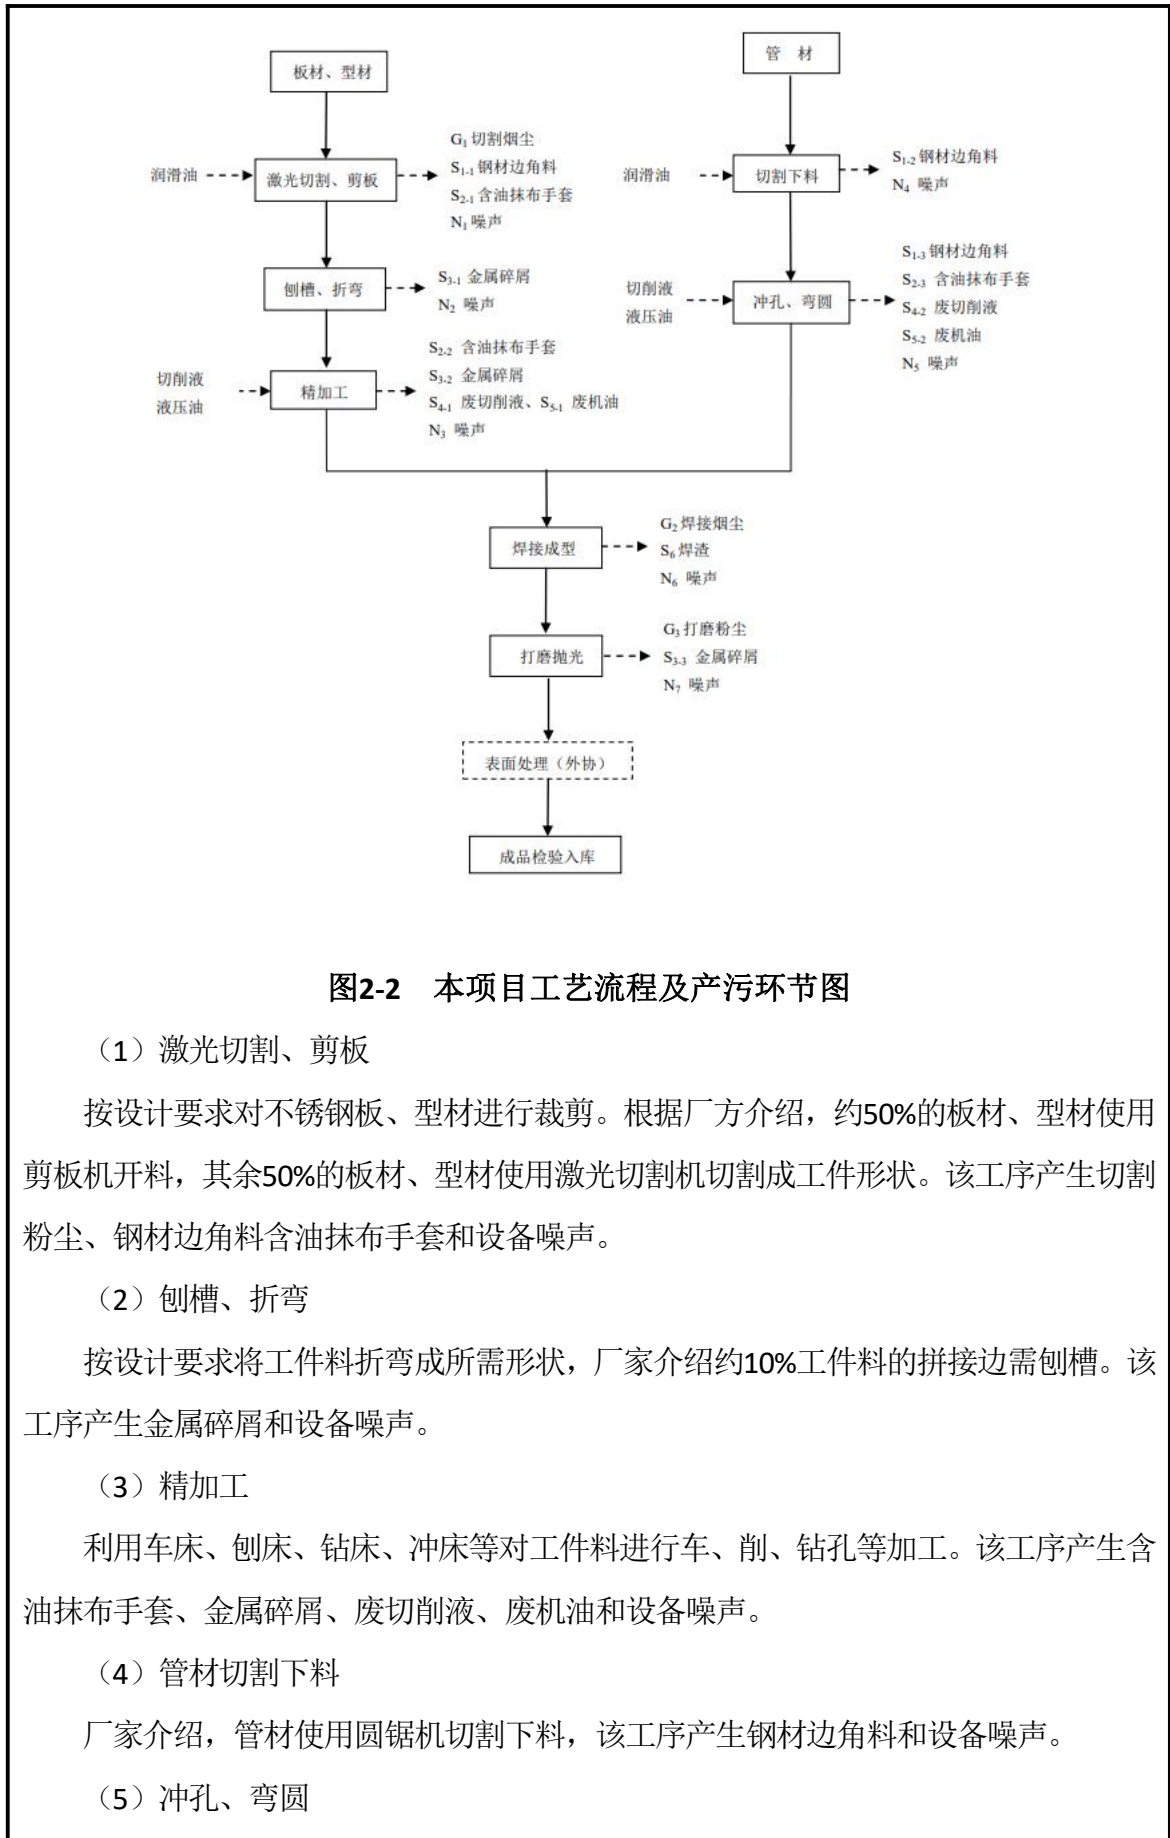 板材、型材
管 材
润滑油
激光切割、剪板
G₁切割烟尘
S₁₋₁钢材边角料
S₂₋₁含油抹布手套
N₁噪声
润滑油
切割下料
S₁₋₂钢材边角料
N₄ 噪声
刨槽、折弯
S₃₋₁金属碎屑
N₂ 噪声
切削液
液压油
冲孔、弯圆
S₁₋₃钢材边角料
S₂₋₃ 含油抹布手套
S₄₋₂ 废切削液
S₅₋₂ 废机油
N₅ 噪声
切削液
液压油
精加工
S₂₋₂ 含油抹布手套
S₃₋₂ 金属碎屑
S₄₋₁ 废切削液、S₅₋₁ 废机油
N₃ 噪声
焊接成型
G₂焊接烟尘
S₆焊渣
N₆ 噪声
打磨抛光
G₃打磨粉尘
S₃₋₃ 金属碎屑
N₇ 噪声
表面处理（外协）
成品检验入库
图2-2 本项目工艺流程及产污环节图
（1）激光切割、剪板
按设计要求对不锈钢板、型材进行裁剪。根据厂方介绍，约50%的板材、型材使用
剪板机开料，其余50%的板材、型材使用激光切割机切割成工件形状。该工序产生切割
粉尘、钢材边角料含油抹布手套和设备噪声。
（2）刨槽、折弯
按设计要求将工件料折弯成所需形状，厂家介绍约10%工件料的拼接边需刨槽。该
工序产生金属碎屑和设备噪声。
（3）精加工
利用车床、刨床、钻床、冲床等对工件料进行车、削、钻孔等加工。该工序产生含
油抹布手套、金属碎屑、废切削液、废机油和设备噪声。
（4）管材切割下料
厂家介绍，管材使用圆锯机切割下料，该工序产生钢材边角料和设备噪声。
（5）冲孔、弯圆